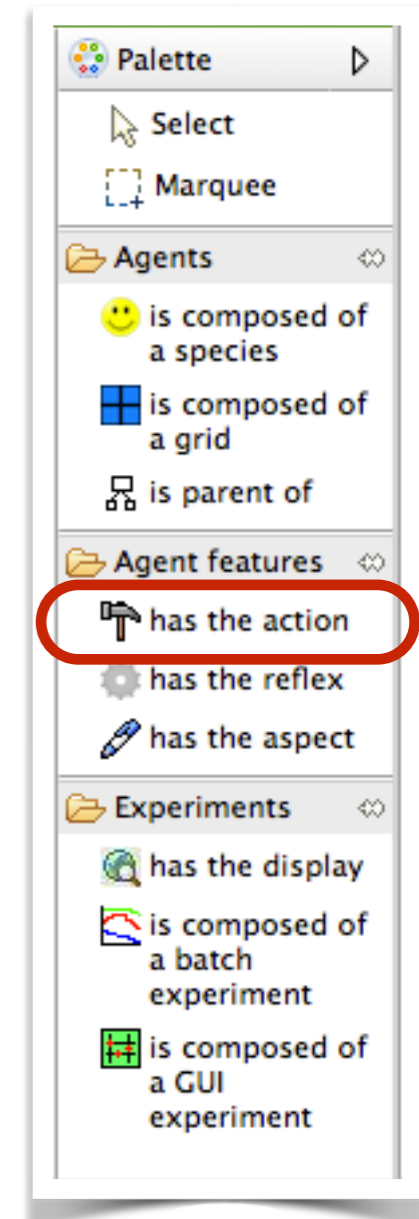 Palette
Select
Marquee
Agents
is composed of
a species
is composed of
a grid
is parent of
Agent features
has the action
has the reflex
has the aspect
Experiments
has the display
is composed of
a batch
experiment
is composed of
a GUI
experiment